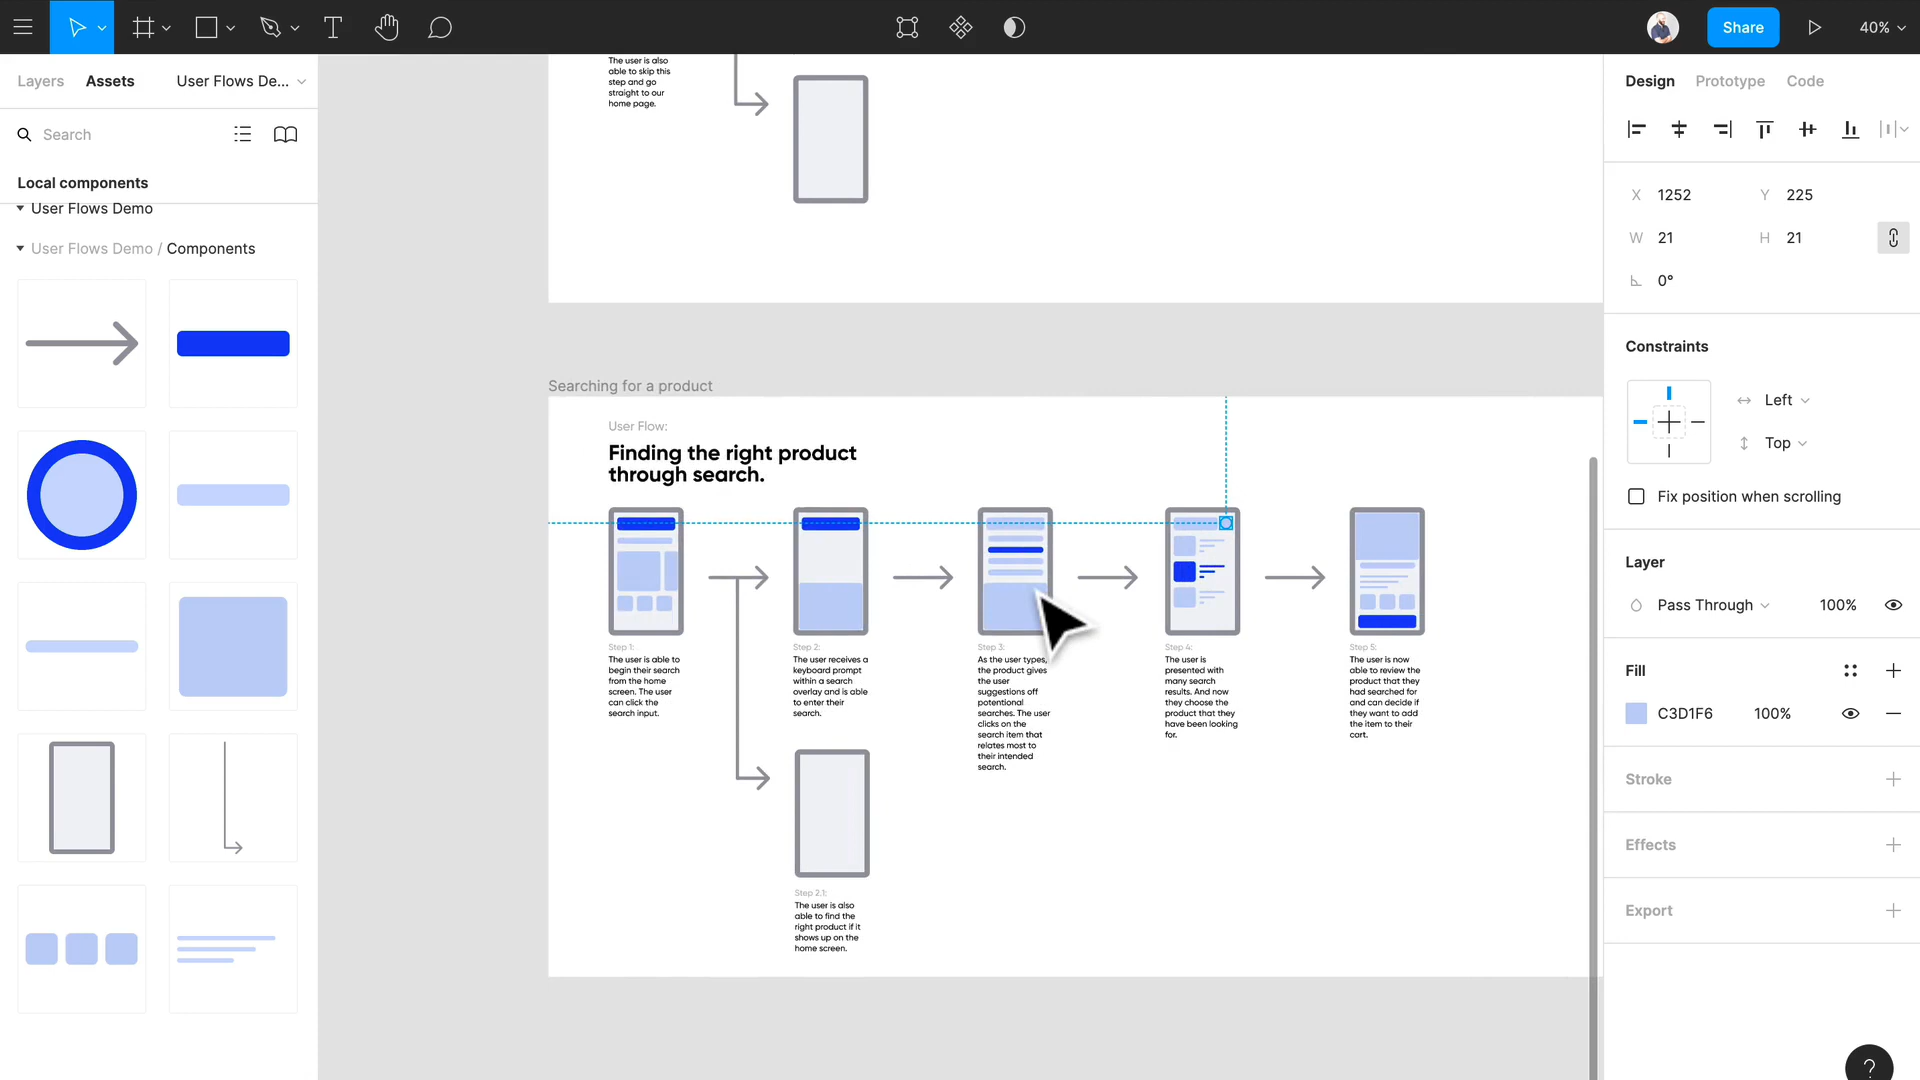 Share
40%
Layers
Assets
User Flows De...
Search
Local components
User Flows Demo
User Flows Demo / Components
The user is also
able to skip this
step and go
straight to our
home page.
Searching for a product
User Flow:
Finding the right product
through search.
Step 1:
The user is able to
begin their search
from the home
screen. The user
can click the
search input.
Step 2:
The user receives a
keyboard prompt
within a search
overlay and is able
to enter their
search.
Step 3:
As the user types,
the product gives
the user
suggestions off
potentional
searches. The user
clicks on the
search item that
relates most to
their intended
search.
Step 4:
The user is
presented with
many search
results. And now
they choose the
product that they
have been looking
for.
Step 5:
The user is now
able to review the
product that they
had searched for
and can decide if
they want to add
the item to their
cart.
Step 2.1:
The user is also
able to find the
right product if it
shows up on the
home screen.
Design
Prototype
Code
X 1252
Y 225
W 21
H 21
0°
Constraints
Left
Top
Fix position when scrolling
Layer
Pass Through
100%
Fill
C3D1F6
100%
Stroke
Effects
Export
?